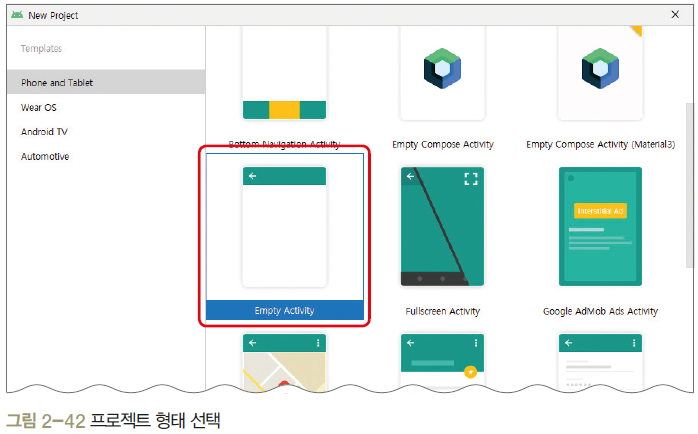 New Project
Templates
Phone and Tablet
Wear OS
Android TV
Automotive
Bottom Navigation Activity
Empty Compose Activity
Empty Compose Activity (Material3)
Interstitial Ad
Empty Activity
Fullscreen Activity
Google AdMob Ads Activity
그림 2-42 프로젝트 형태 선택